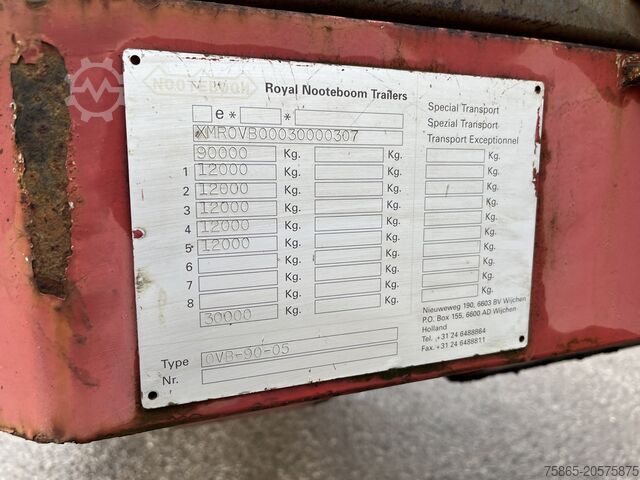 NOOTEBOOM
Royal Nooteboom Trailers
Special Transport
Spezial Transport
Transport Exceptionnel
e* *
XMR0VB00030000307
90000 Kg. Kg. Kg.
1 12000 Kg. Kg. Kg.
2 12000 Kg. Kg. Kg.
3 12000 Kg. Kg. Kg.
4 12000 Kg. Kg. Kg.
5 12000 Kg. Kg. Kg.
6 Kg. Kg. Kg.
7 Kg. Kg. Kg.
8 Kg. Kg. Kg.
30000 Kg.
Nieuweweg 190, 6603 BV Wijchen
P.O. Box 155, 6600 AD Wijchen
Holland
Tel. +31 24 6488864
Fax. +31 24 6488811
Type OVB-90-05
Nr.
75865-20575875